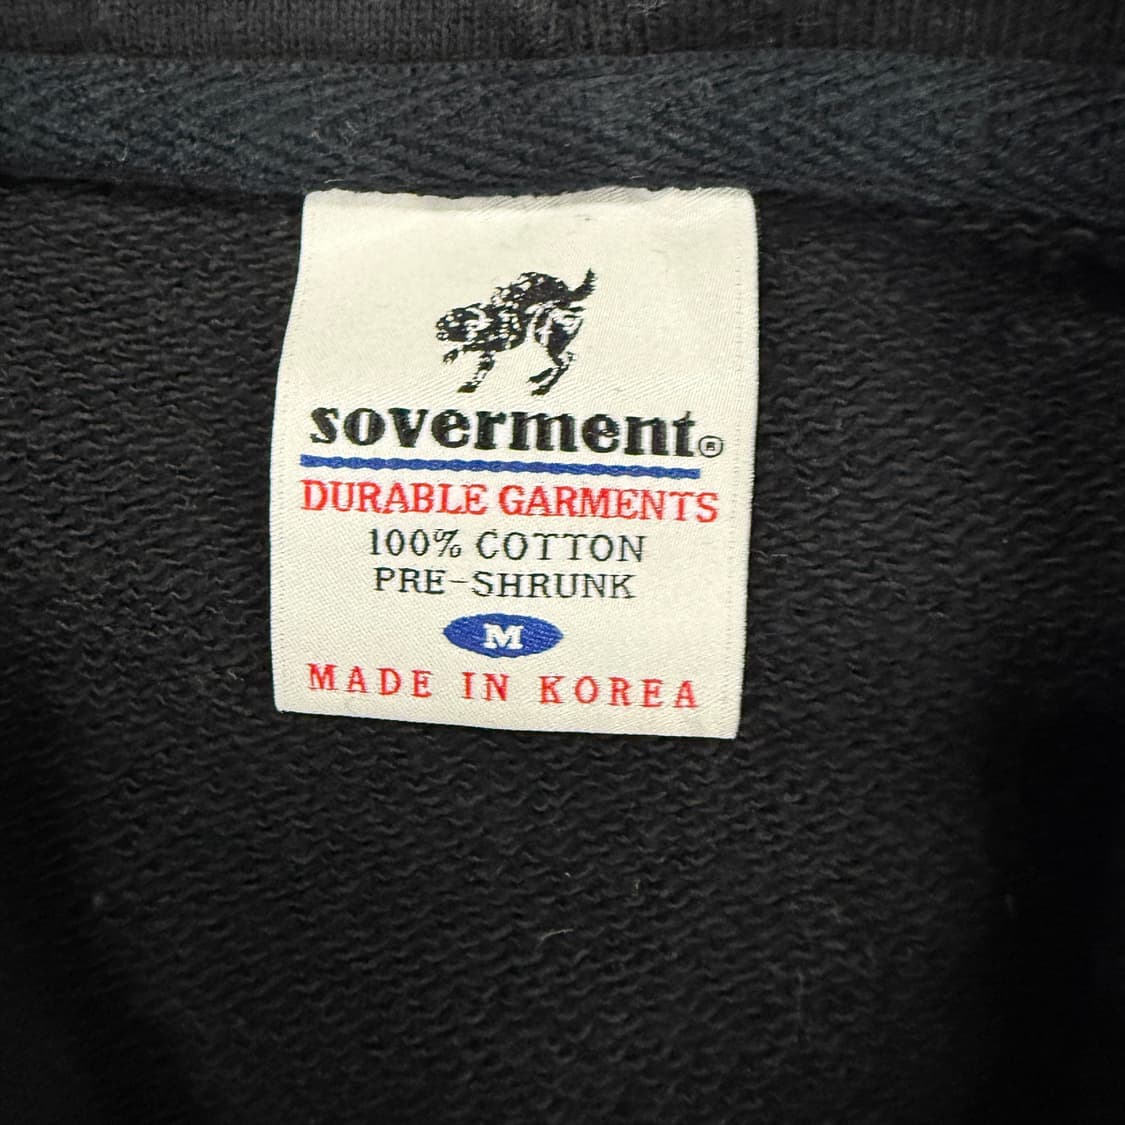 soverment®
DURABLE GARMENTS
100% COTTON
PRE-SHRUNK
M
MADE IN KOREA